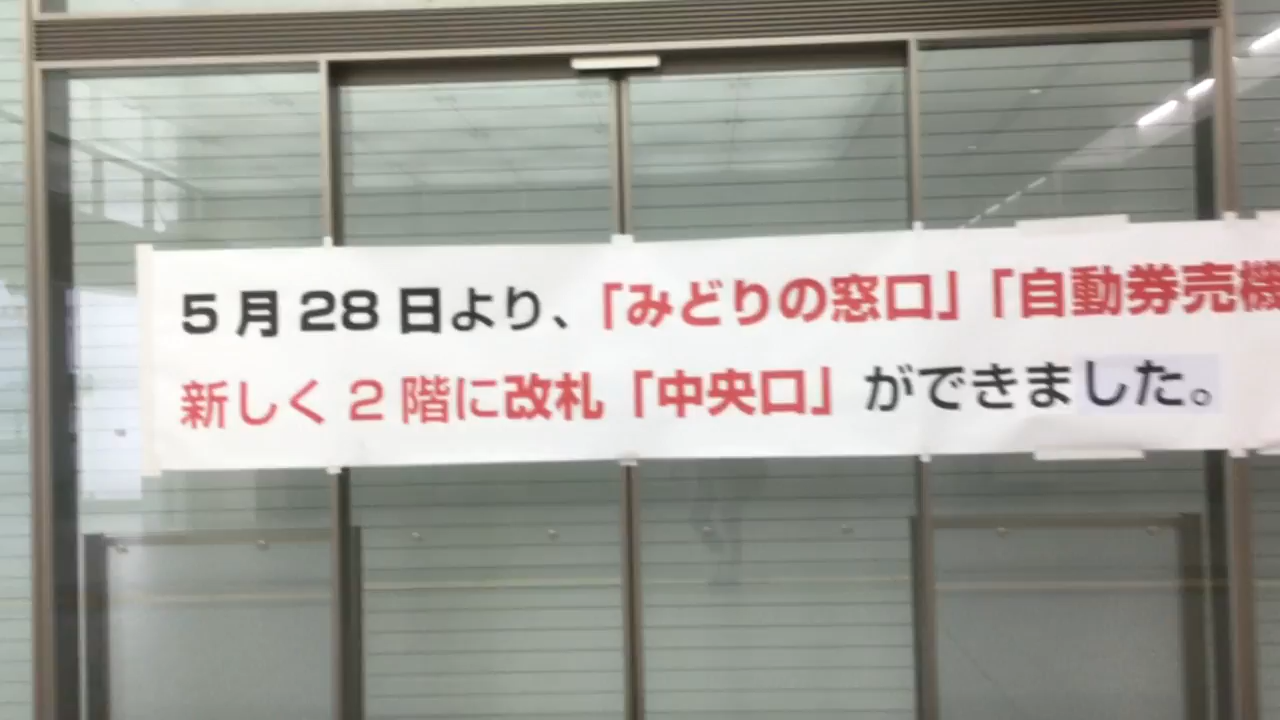 5月28日より、「みどりの窓口」「自動券売機
新しく2階に改札「中央口」ができました。